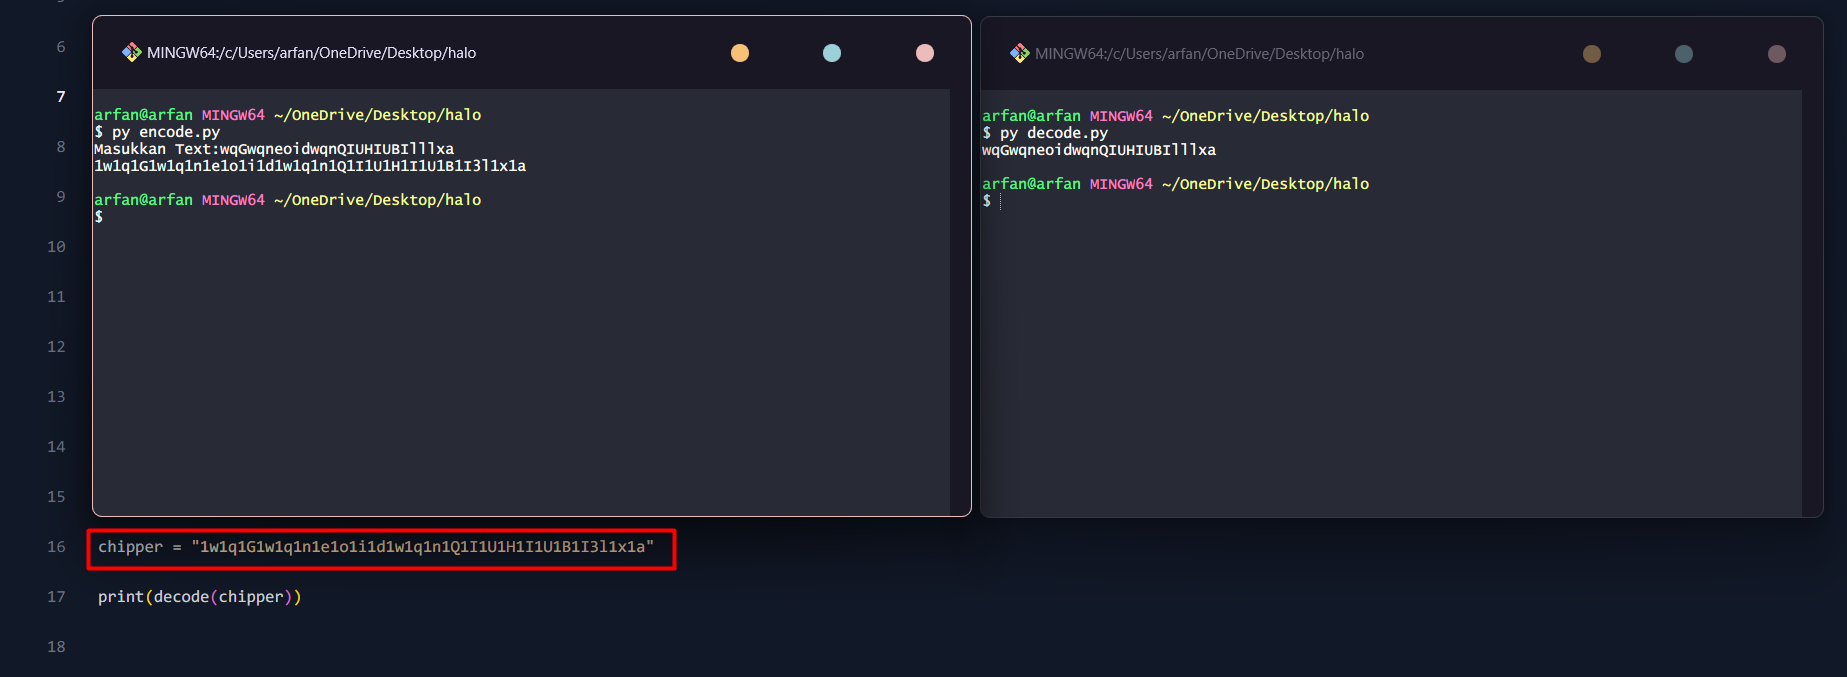 MINGW64:/c/Users/arfan/OneDrive/Desktop/halo
arfan@arfan MINGW64 ~/OneDrive/Desktop/halo
$ py encode.py
Masukkan Text:wqGwqneoidwqnQIUHIUBIlllxa
1w1q1G1w1q1n1e1o1i1d1w1q1n1Q1I1U1H1I1U1B1I3l1x1a
arfan@arfan MINGW64 ~/OneDrive/Desktop/halo
$
MINGW64:/c/Users/arfan/OneDrive/Desktop/halo
arfan@arfan MINGW64 ~/OneDrive/Desktop/halo
$ py decode.py
wqGwqneoidwqnQIUHIUBIlllxa
arfan@arfan MINGW64 ~/OneDrive/Desktop/halo
$
6
7
8
9
10
11
12
13
14
15
16 chipper = "1w1q1G1w1q1n1e1o1i1d1w1q1n1Q1I1U1H1I1U1B1I3l1x1a"
17 print(decode(chipper))
18